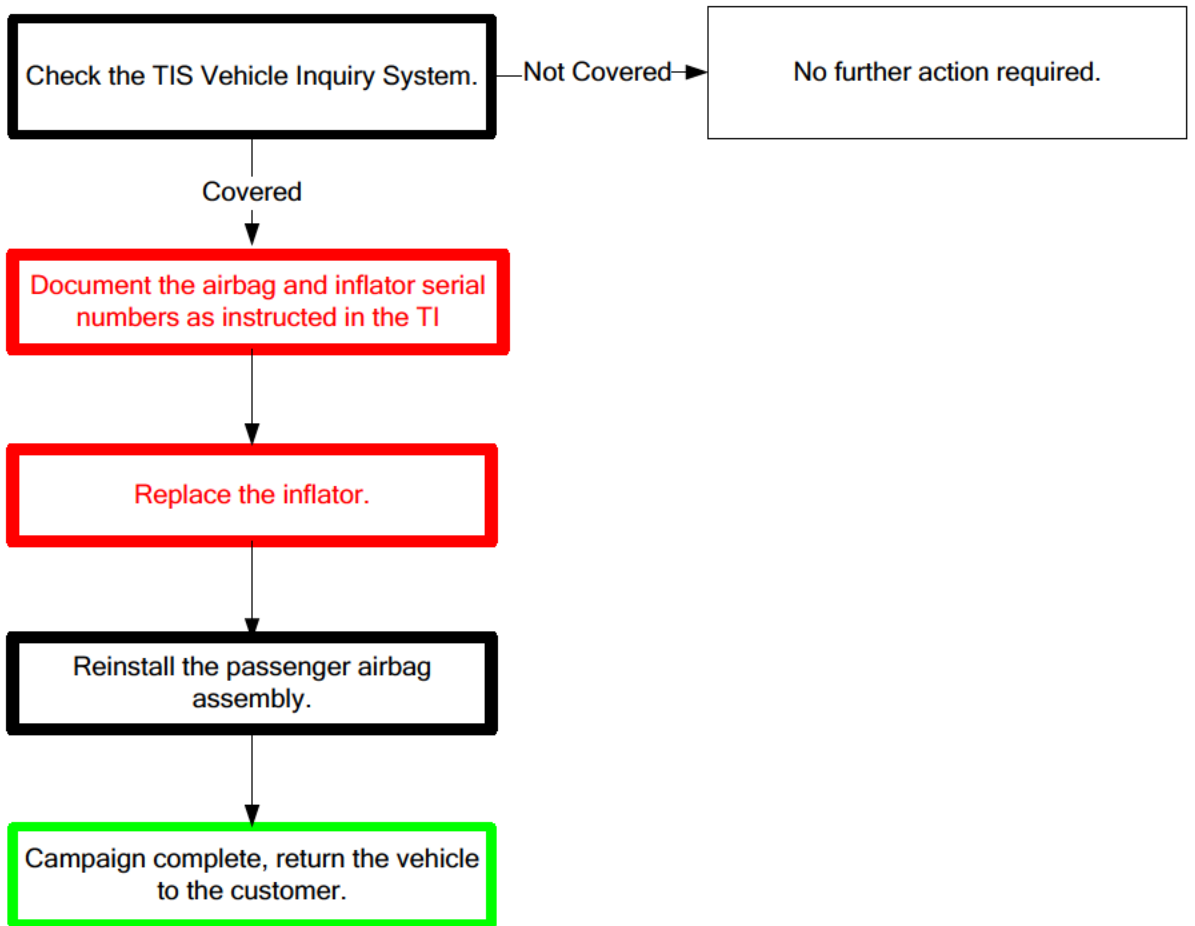 Check the TIS Vehicle Inquiry System.
Not Covered
No further action required.
Covered
Document the airbag and inflator serial
numbers as instructed in the TI
Replace the inflator.
Reinstall the passenger airbag
assembly.
Campaign complete, return the vehicle
to the customer.